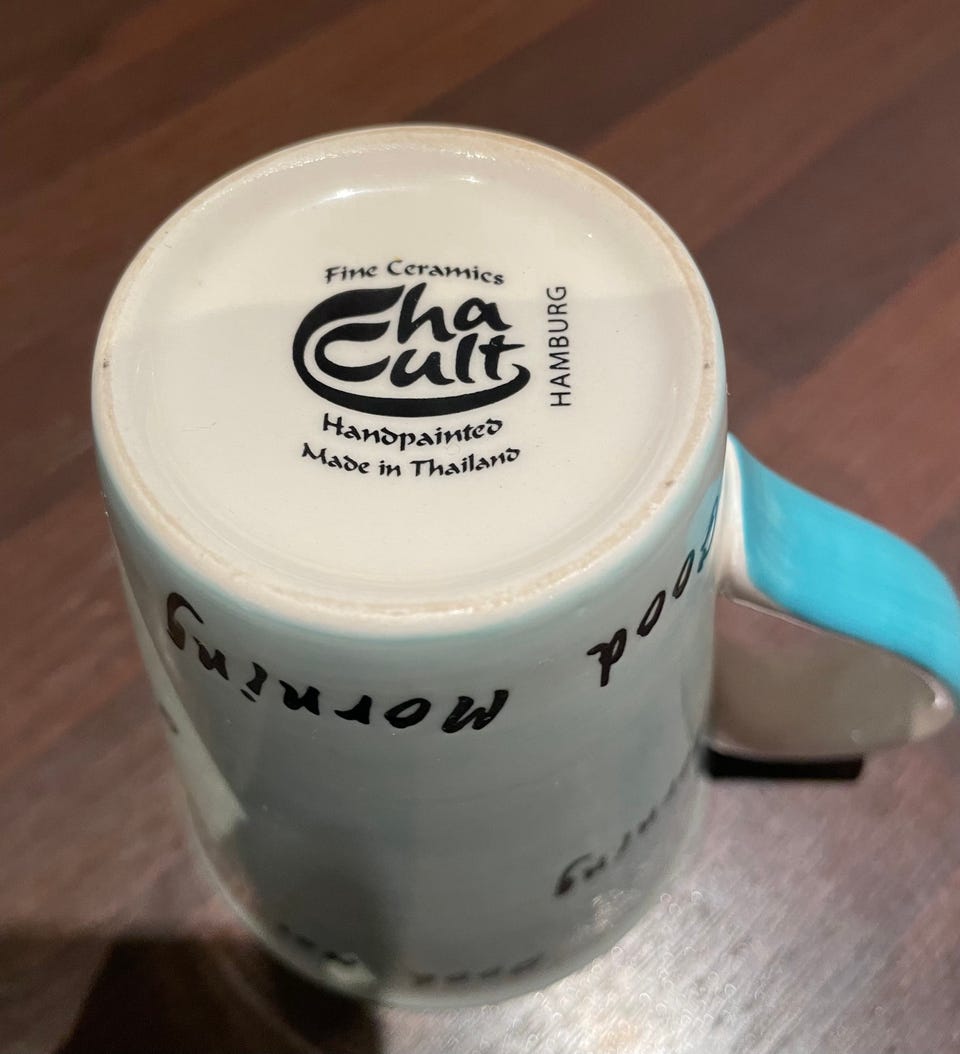 Fine Ceramics
Cha
Cult
HAMBURG
Handpainted
Made in Thailand
Good Morning